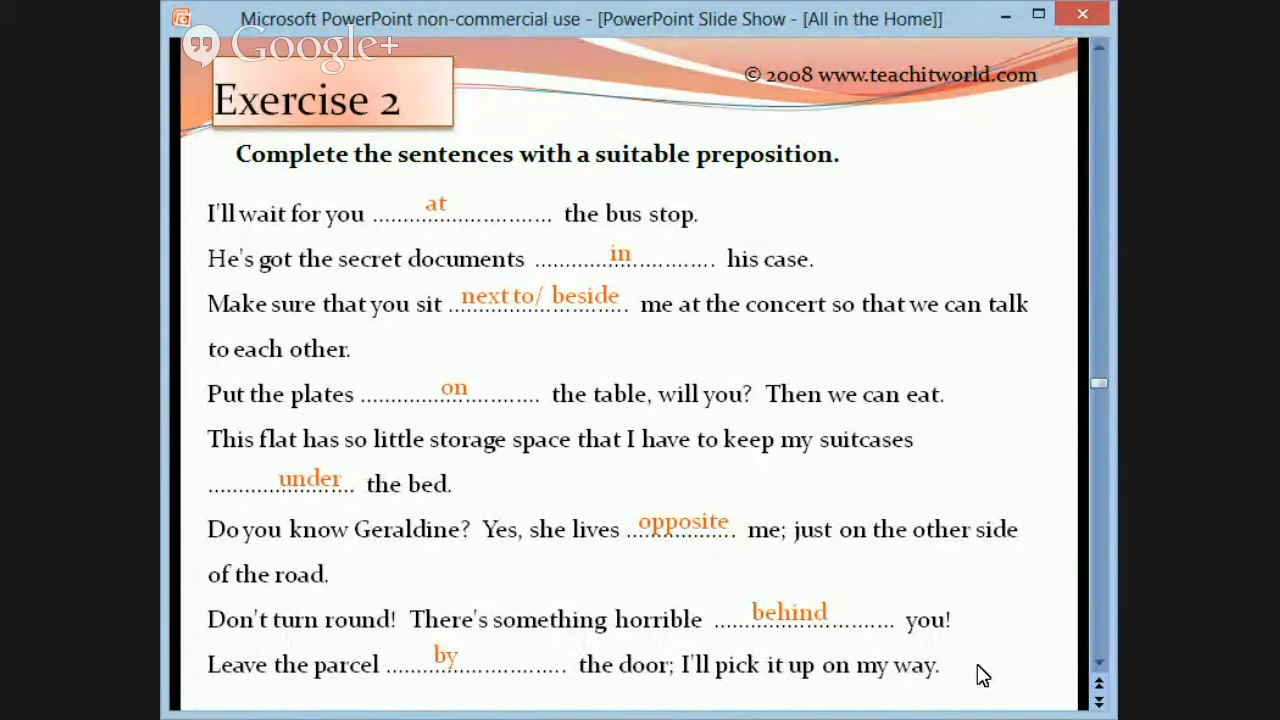 Microsoft PowerPoint non-commercial use - [PowerPoint Slide Show - [All in the Home]]
Google+
© 2008 www.teachitworld.com
Exercise 2
Complete the sentences with a suitable preposition.
I'll wait for you ....... at ....... the bus stop.
He's got the secret documents ....... in ....... his case.
Make sure that you sit next to/ beside me at the concert so that we can talk
to each other.
Put the plates ....... on ....... the table, will you? Then we can eat.
This flat has so little storage space that I have to keep my suitcases
....... under ....... the bed.
Do you know Geraldine? Yes, she lives opposite me; just on the other side
of the road.
Don't turn round! There's something horrible ....... behind ....... you!
Leave the parcel ....... by ....... the door; I'll pick it up on my way.